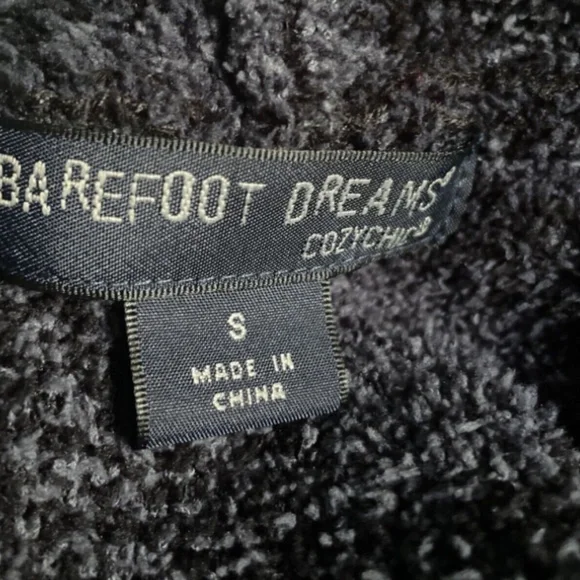 BAREFOOT DREAMS®
COZYCHIC®
S
MADE IN
CHINA